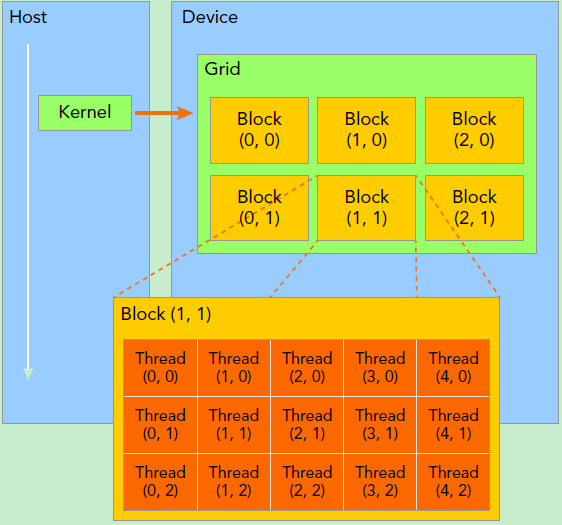 Host
Device
Grid
Kernel
Block
(0, 0)
Block
(1, 0)
Block
(2, 0)
Block
(0, 1)
Block
(1, 1)
Block
(2, 1)
Block (1, 1)
Thread
(0, 0)
Thread
(1, 0)
Thread
(2, 0)
Thread
(3, 0)
Thread
(4, 0)
Thread
(0, 1)
Thread
(1, 1)
Thread
(2, 1)
Thread
(3, 1)
Thread
(4, 1)
Thread
(0, 2)
Thread
(1, 2)
Thread
(2, 2)
Thread
(3, 2)
Thread
(4, 2)